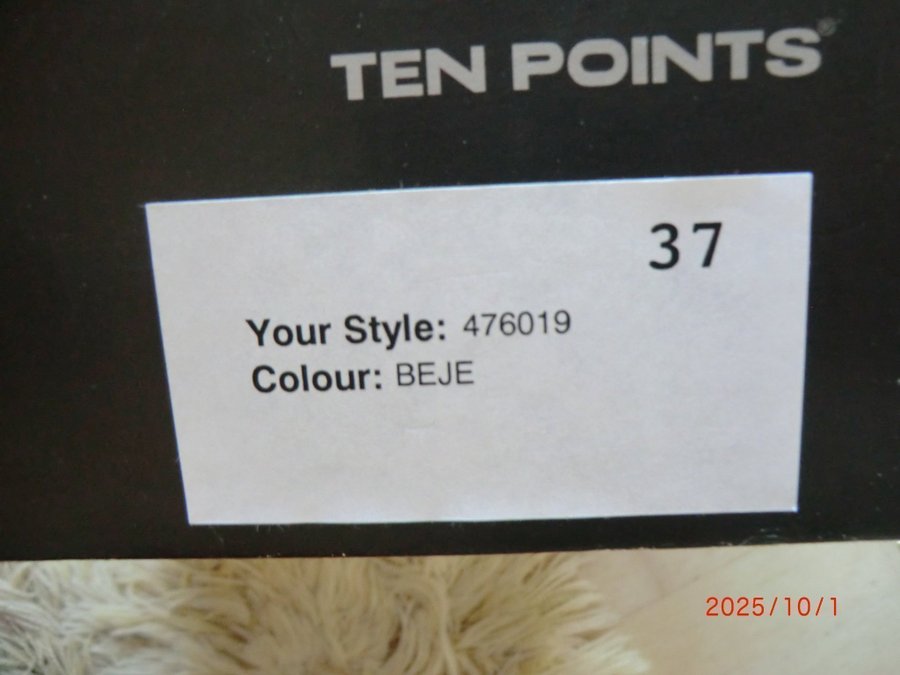 TEN POINTS®
37
Your Style: 476019
Colour: BEJE
2025/10/1